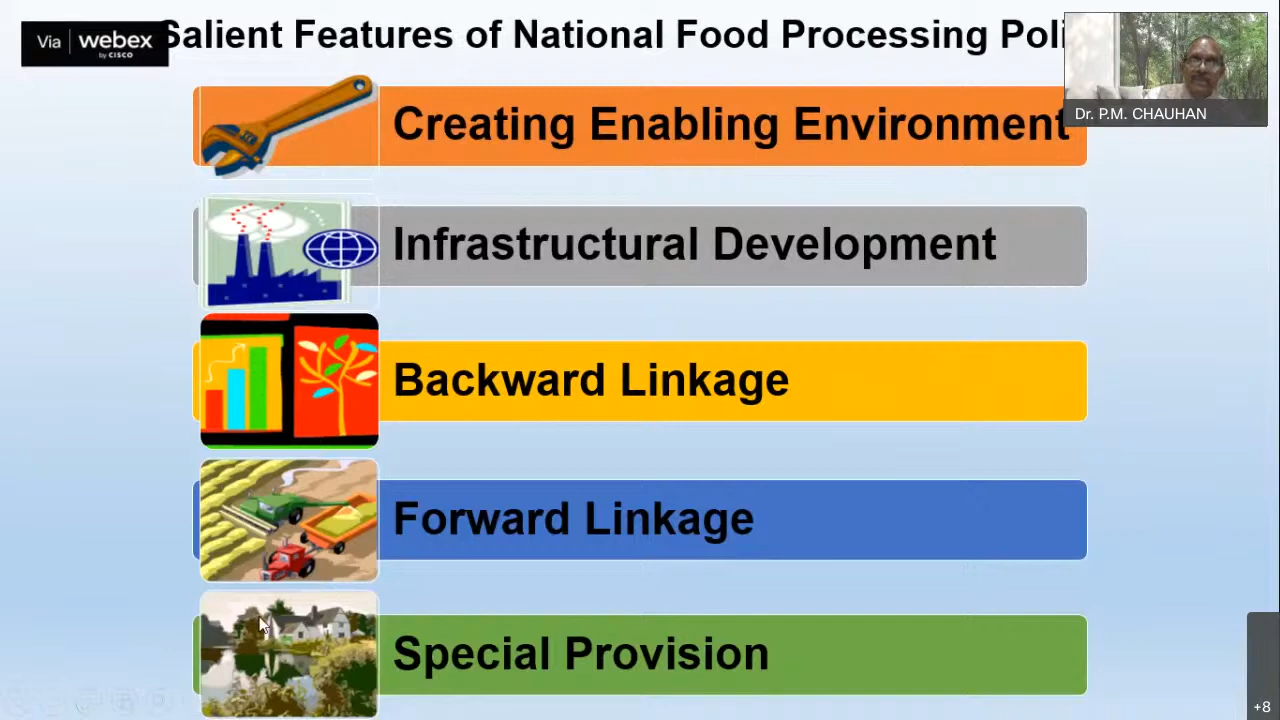 Via webex
by CISCO
Salient Features of National Food Processing Poli
Dr. P.M. CHAUHAN
Creating Enabling Environment
Infrastructural Development
Backward Linkage
Forward Linkage
Special Provision
+8